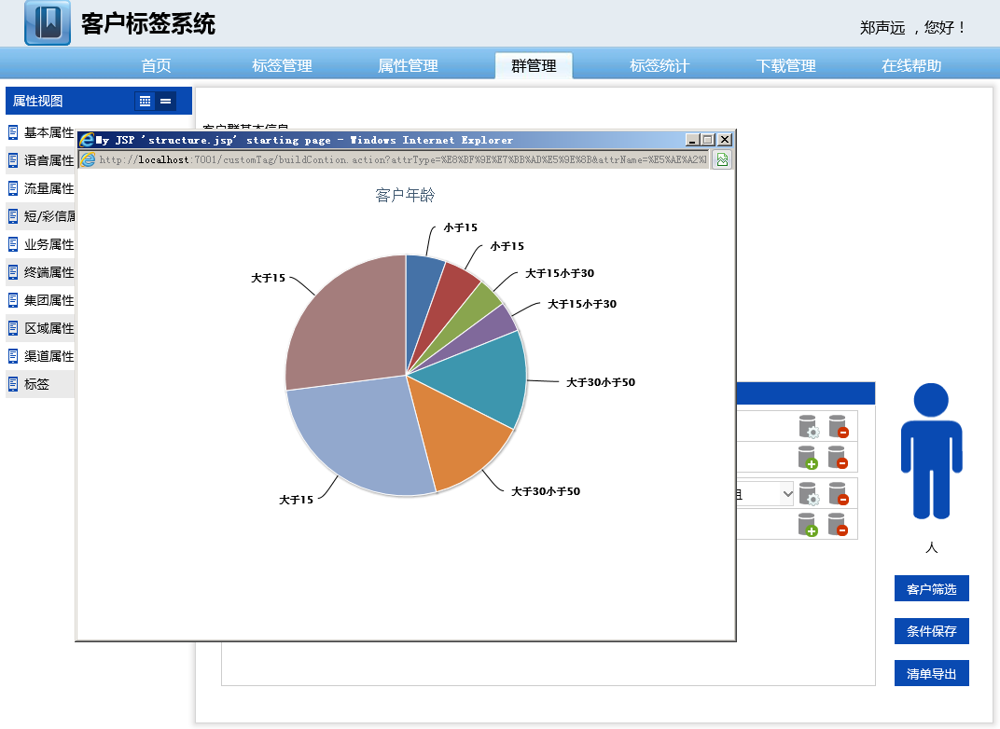 客户标签系统
郑声远 ，您好！
首页 标签管理 属性管理 群管理 标签统计 下载管理 在线帮助
属性视图
基本属性
语音属性
流量属性
短/彩信属
业务属性
终端属性
集团属性
区域属性
渠道属性
标签
客户群基本信息
My JSP 'structure.jsp' starting page - Windows Internet Explorer
http://localhost:7001/customTag/buildContion.action?attrType=%E8%BF%9E%E7%BB%AD%E5%9E%8B&attrName=%E5%AE%A2%
客户年龄
小于15
小于15
大于15小于30
大于15小于30
大于30小于50
大于30小于50
大于15
大于15
组
人
客户筛选
条件保存
清单导出